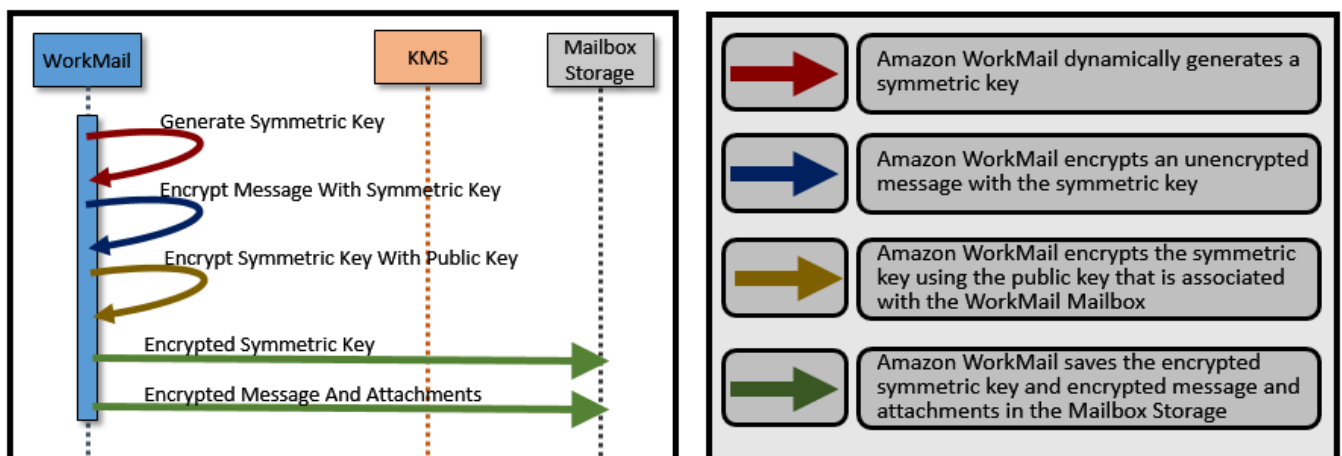 WorkMail
KMS
Mailbox
Storage
Generate Symmetric Key
Encrypt Message With Symmetric Key
Encrypt Symmetric Key With Public Key
Encrypted Symmetric Key
Encrypted Message And Attachments
Amazon WorkMail dynamically generates a
symmetric key
Amazon WorkMail encrypts an unencrypted
message with the symmetric key
Amazon WorkMail encrypts the symmetric
key using the public key that is associated
with the WorkMail Mailbox
Amazon WorkMail saves the encrypted
symmetric key and encrypted message and
attachments in the Mailbox Storage